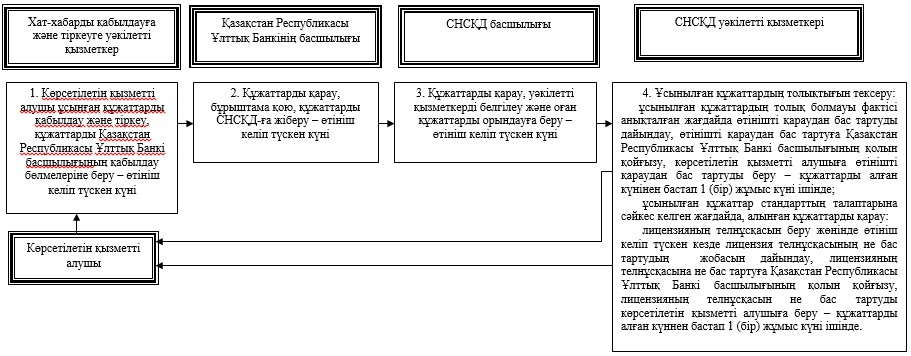 Хат-хабарды қабылдауға
және тіркеуге уәкілетті
қызметкер
Қазақстан Республикасы
Ұлттық Банкінің басшылығы
СНСҚД басшылығы
СНСҚД уәкілетті қызметкері
1. Көрсетілетін қызметті
алушы ұсынған құжаттарды
қабылдау және тіркеу,
құжаттарды Қазақстан
Республикасы Ұлттық Банкі
басшылығының қабылдау
бөлмелеріне беру – өтініш
келіп түскен күні
2. Құжаттарды қарау,
бұрыштама қою, құжаттарды
СНСҚД-ға жіберу – өтініш
келіп түскен күні
3. Құжаттарды қарау, уәкілетті
қызметкерді белгілеу және оған
құжаттарды орындауға беру –
өтініш келіп түскен күні
4. Ұсынылған құжаттардың толықтығын тексеру:
ұсынылған құжаттардың толық болмауы фактісі
анықталған жағдайда өтінішті қараудан бас тартуды
дайындау, өтінішті қараудан бас тартуға Қазақстан
Республикасы Ұлттық Банкі басшылығының қолын
қойғызу, көрсетілетін қызметті алушыға өтінішті
қараудан бас тартуды беру – құжаттарды алған
күнінен бастап 1 (бір) жұмыс күні ішінде;
ұсынылған құжаттар стандарттың талаптарына
сәйкес келген жағдайда, алынған құжаттарды қарау:
лицензияның телнұсқасын беру жөнінде өтініш
келіп түскен кезде лицензия телнұсқасының не бас
тартудың жобасын дайындау, лицензияның
телнұсқасына не бас тартуға Қазақстан Республикасы
Ұлттық Банкі басшылығының қолын қойғызу,
лицензияның телнұсқасын не бас тартуды
көрсетілетін қызметті алушыға беру – құжаттарды
алған күннен бастап 1 (бір) жұмыс күні ішінде.
Көрсетілетін қызметті
алушы